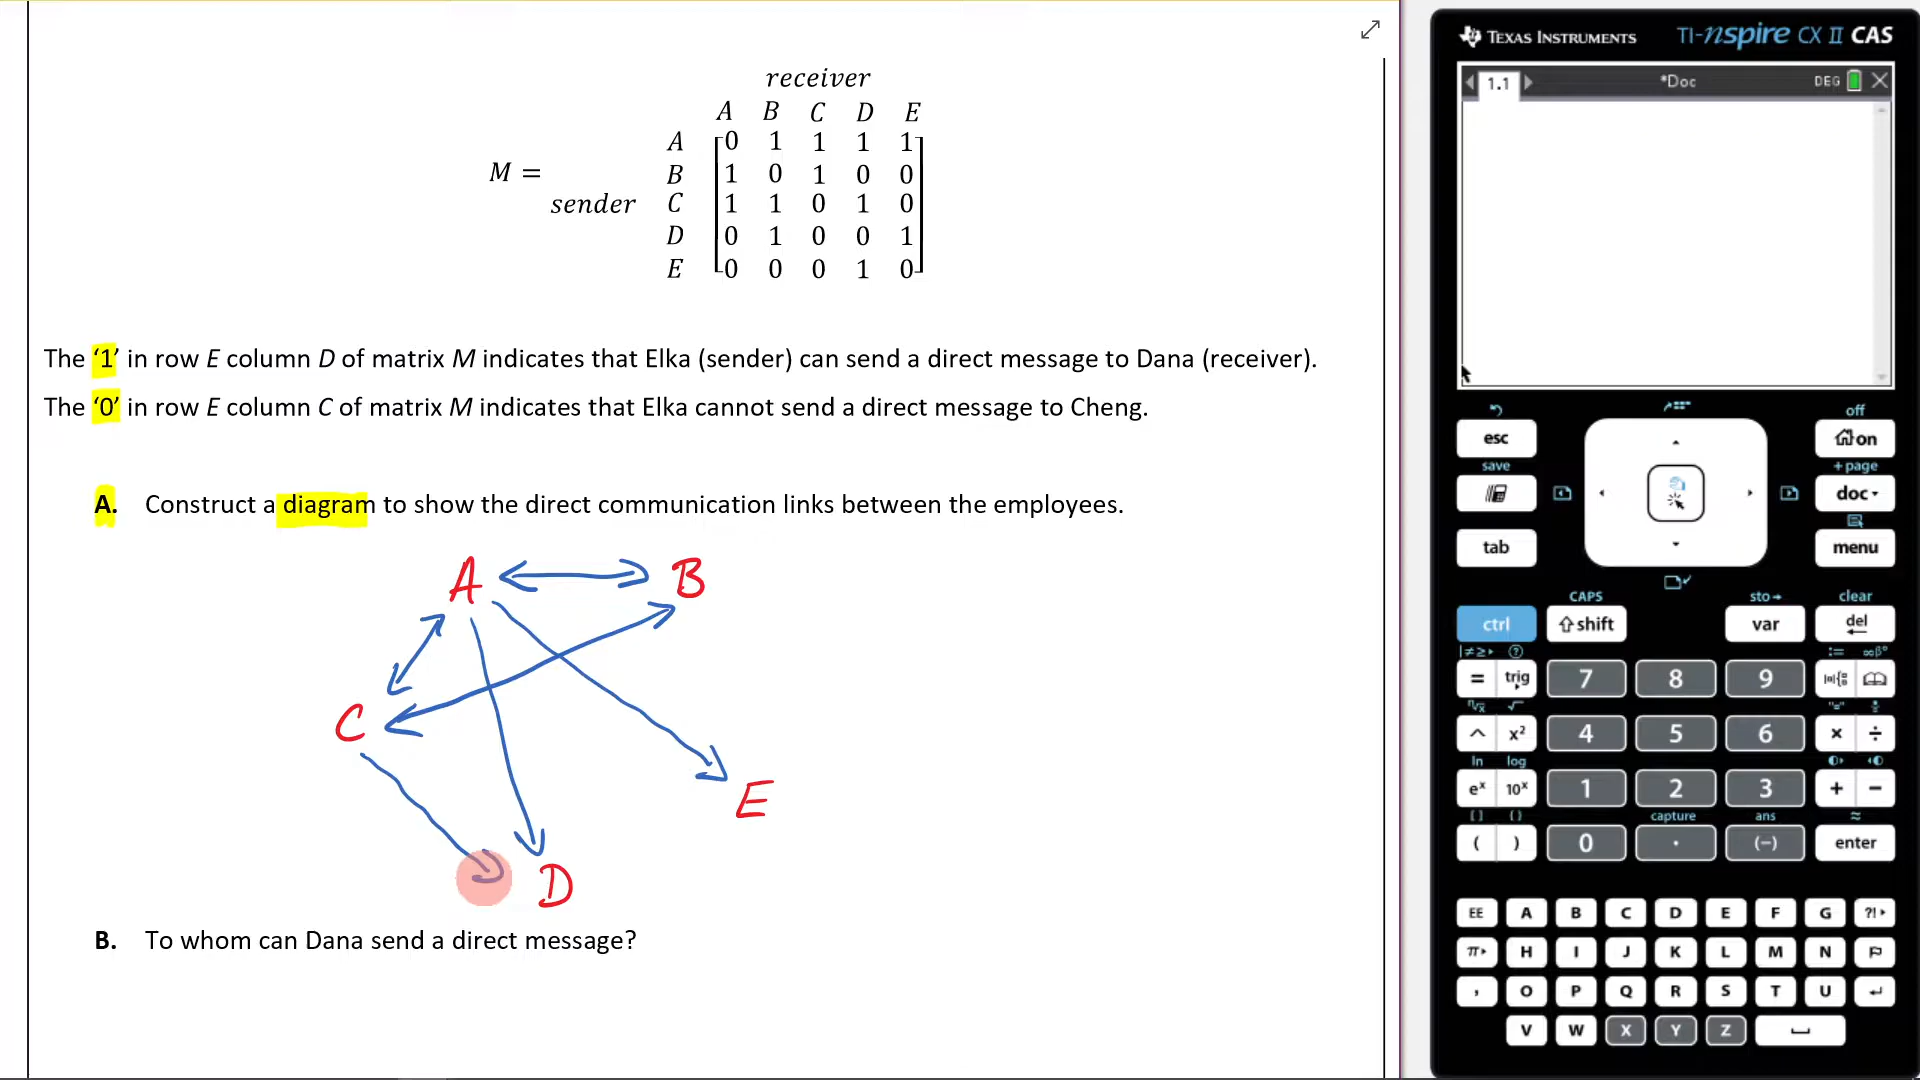 receiver
A B C D E
A 0 1 1 1 1
M =
B 1 0 1 0 0
sender C 1 1 0 1 0
D 0 1 0 0 1
E 0 0 0 1 0
The ‘1’ in row E column D of matrix M indicates that Elka (sender) can send a direct message to Dana (receiver).
The ‘0’ in row E column C of matrix M indicates that Elka cannot send a direct message to Cheng.
A. Construct a diagram to show the direct communication links between the employees.
A B
C
E
D
B. To whom can Dana send a direct message?
TEXAS INSTRUMENTS TI-nspire CX II CAS
1.1 *Doc DEG
off
esc on
save + page
doc
tab menu
CAPS sto→ clear
ctrl shift var del
|≠≥▸ ? := ∞β°
= trig 7 8 9
ⁿ√x √ "="
^ x² 4 5 6 × ÷
ln log
eˣ 10ˣ 1 2 3 + −
[ ] { } capture ans ≈
( ) 0 . (−) enter
EE A B C D E F G ?!▸
π▸ H I J K L M N
, O P Q R S T U
V W X Y Z